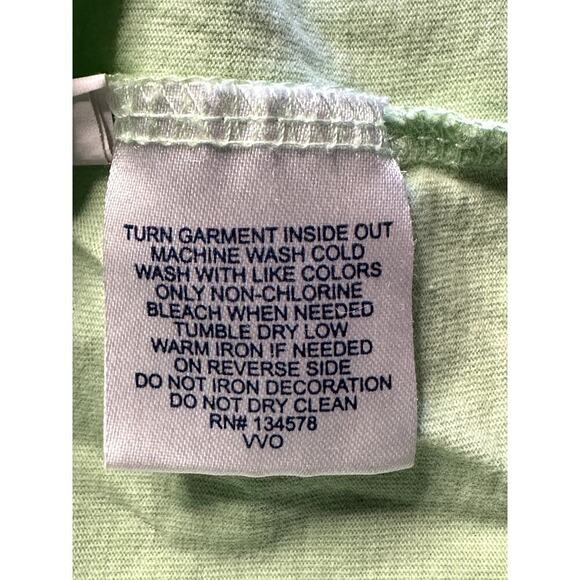 TURN GARMENT INSIDE OUT
MACHINE WASH COLD
WASH WITH LIKE COLORS
ONLY NON-CHLORINE
BLEACH WHEN NEEDED
TUMBLE DRY LOW
WARM IRON IF NEEDED
ON REVERSE SIDE
DO NOT IRON DECORATION
DO NOT DRY CLEAN
RN# 134578
VVO